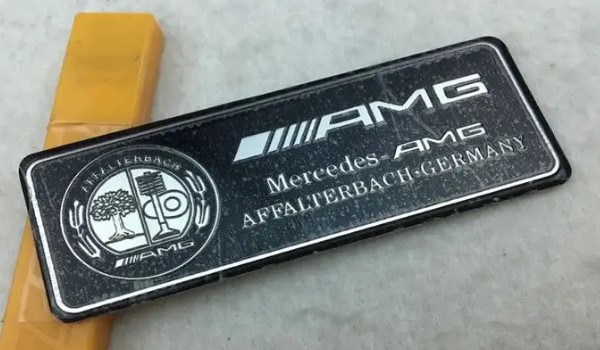 AFFALTERBACH
AMG
AMG
Mercedes-AMG
AFFALTERBACH-GERMANY